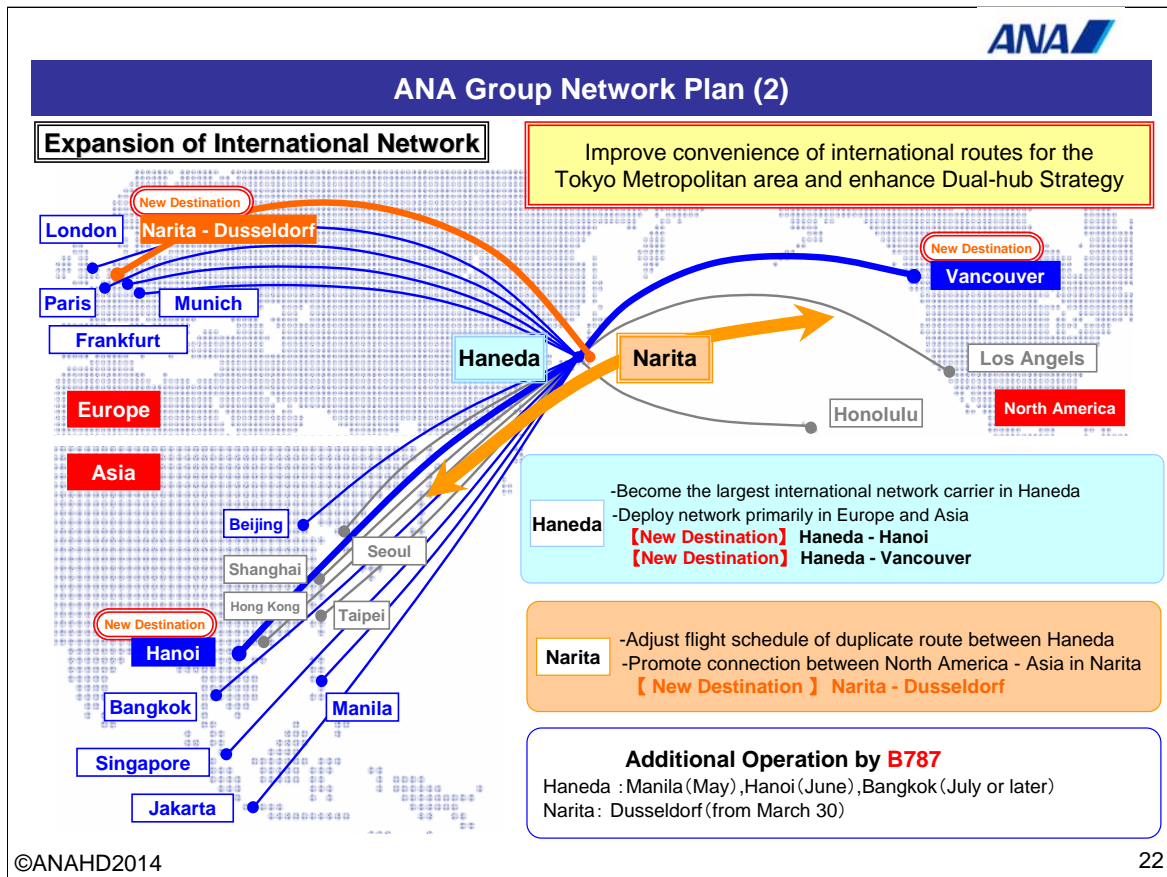 ANA
ANA Group Network Plan (2)
Expansion of International Network
Improve convenience of international routes for the
Tokyo Metropolitan area and enhance Dual-hub Strategy
New Destination
London
Narita - Dusseldorf
Paris
Munich
Frankfurt
Haneda
Narita
New Destination
Vancouver
Los Angels
Honolulu
Europe
North America
Asia
Beijing
Seoul
Shanghai
Hong Kong
Taipei
New Destination
Hanoi
Bangkok
Manila
Singapore
Jakarta
Haneda
-Become the largest international network carrier in Haneda
-Deploy network primarily in Europe and Asia
【New Destination】 Haneda - Hanoi
【New Destination】 Haneda - Vancouver
Narita
-Adjust flight schedule of duplicate route between Haneda
-Promote connection between North America - Asia in Narita
【 New Destination 】 Narita - Dusseldorf
Additional Operation by B787
Haneda ：Manila（May）,Hanoi（June）,Bangkok（July or later）
Narita： Dusseldorf（from March 30）
©ANAHD2014
22